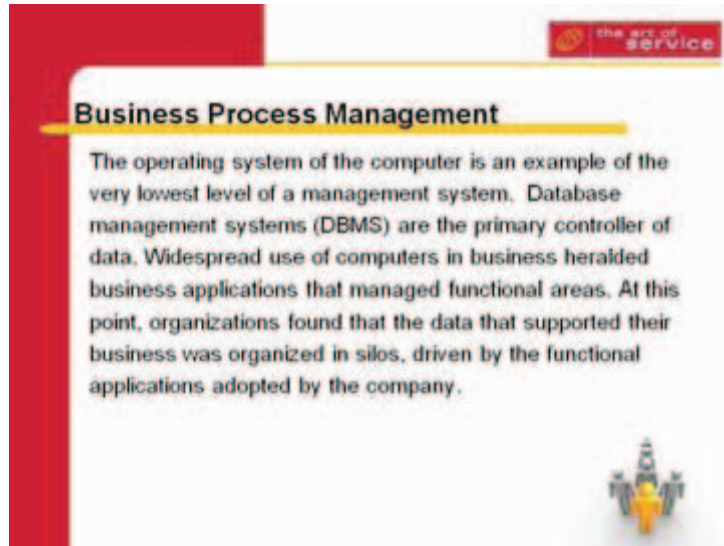 the art of
service
Business Process Management
The operating system of the computer is an example of the
very lowest level of a management system. Database
management systems (DBMS) are the primary controller of
data. Widespread use of computers in business heralded
business applications that managed functional areas. At this
point, organizations found that the data that supported their
business was organized in silos, driven by the functional
applications adopted by the company.